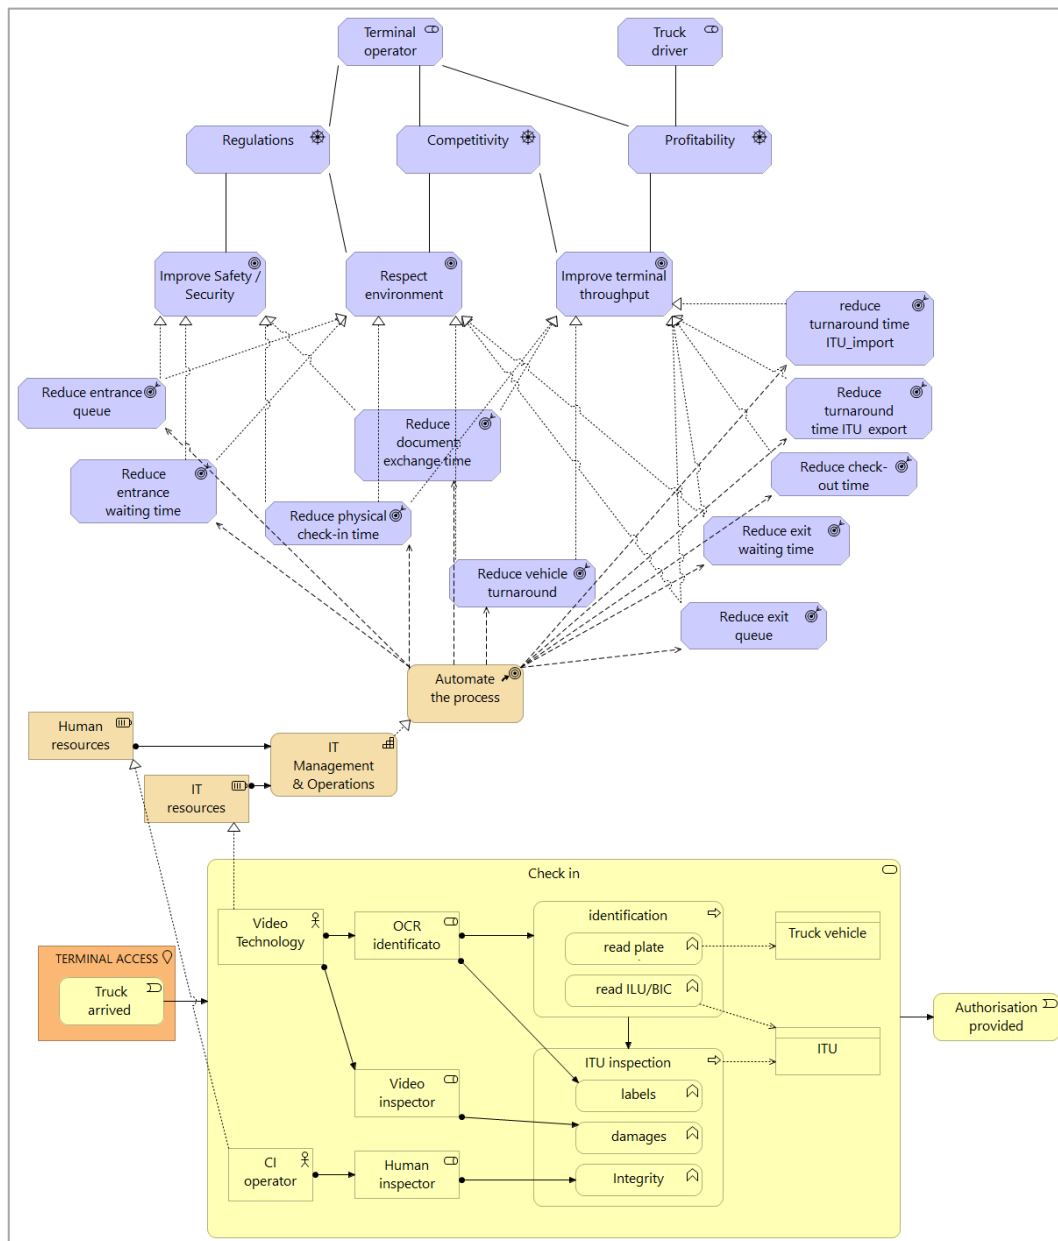 Terminal
operator
Truck
driver
Regulations
Competitivity
Profitability
Improve Safety /
Security
Respect
environment
Improve terminal
throughput
reduce
turnaround time
ITU_import
Reduce entrance
queue
Reduce
document
exchange time
Reduce
turnaround
time ITU_export
Reduce
entrance
waiting time
Reduce check-
out time
Reduce physical
check-in time
Reduce exit
waiting time
Reduce vehicle
turnaround
Reduce exit
queue
Automate
the process
Human
resources
IT
Management
& Operations
IT
resources
Check in
Video
Technology
OCR
identificato
identification
read plate
read ILU/BIC
Truck vehicle
TERMINAL ACCESS
Truck
arrived
Authorisation
provided
ITU
ITU inspection
labels
Video
inspector
damages
CI
operator
Human
inspector
Integrity